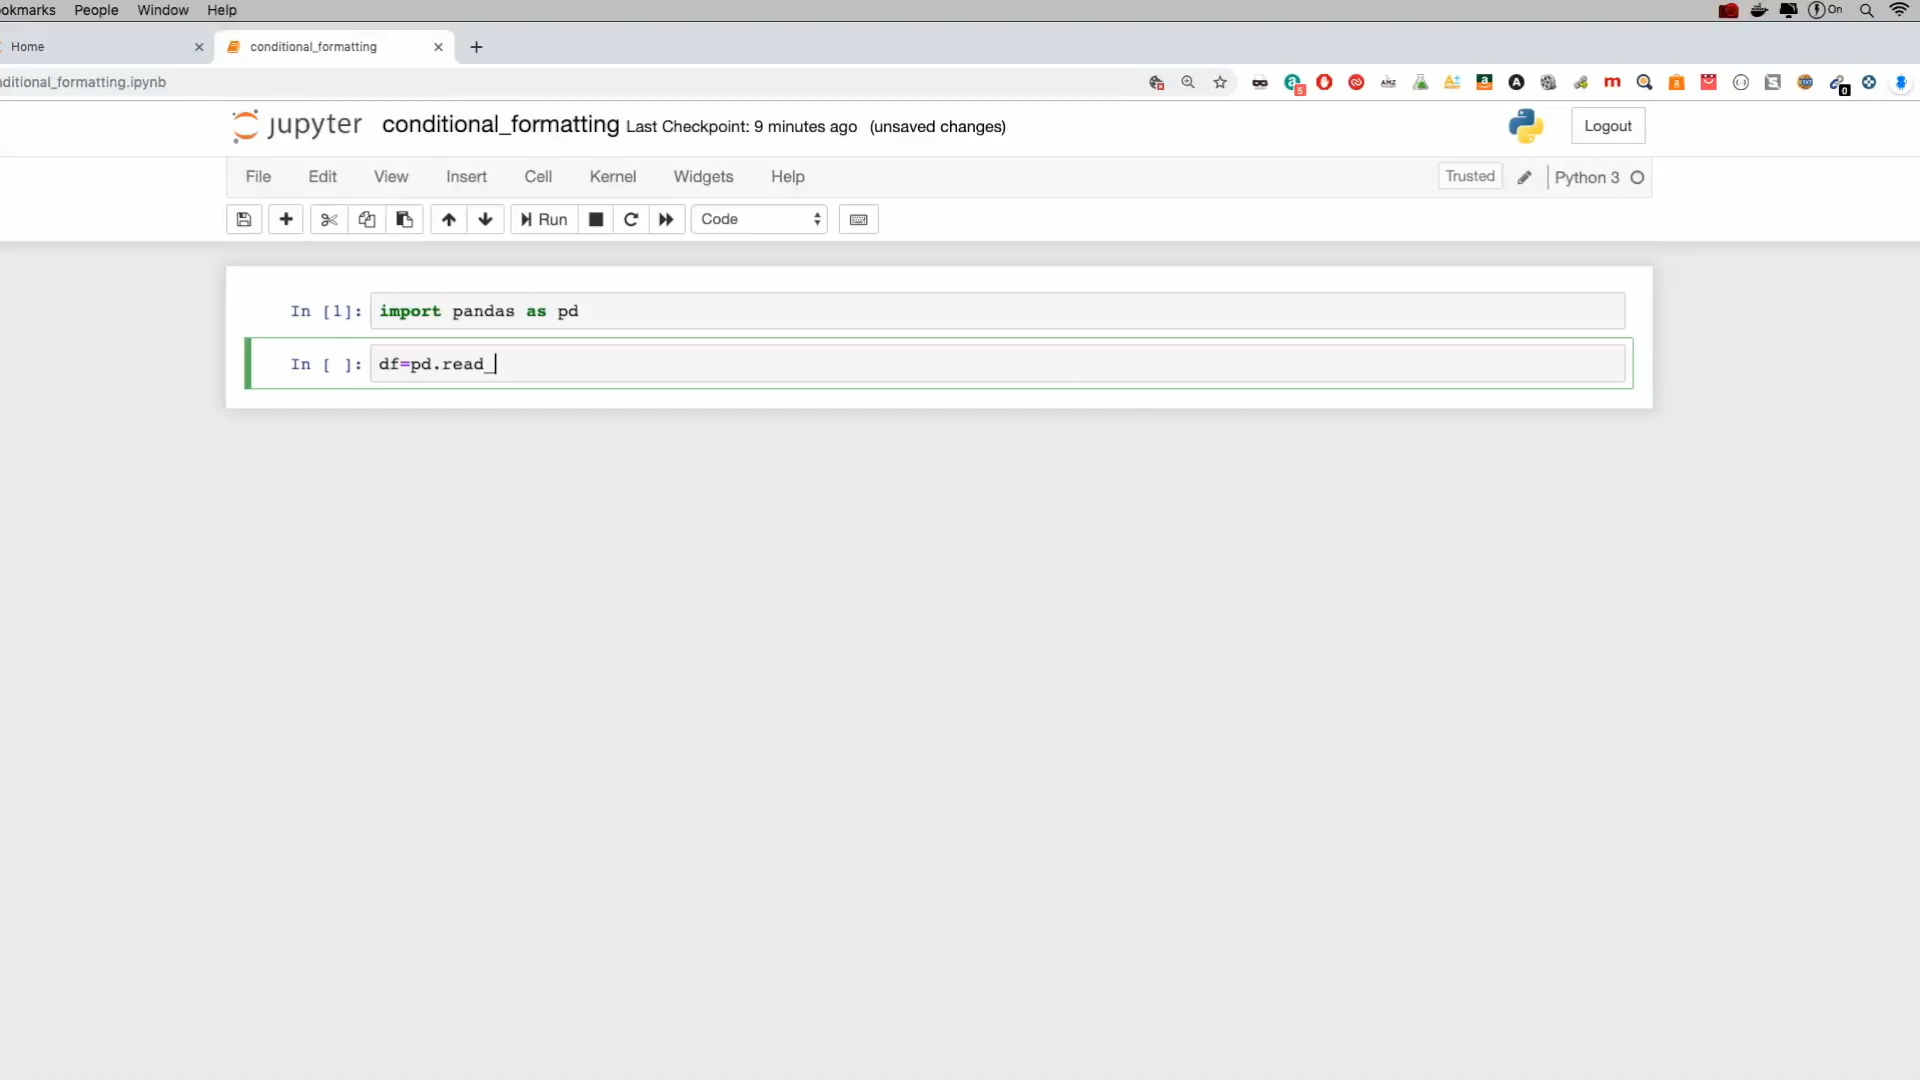 okmarks People Window Help On
Home conditional_formatting
ditional_formatting.ipynb
jupyter conditional_formatting Last Checkpoint: 9 minutes ago (unsaved changes) Logout
File Edit View Insert Cell Kernel Widgets Help Trusted Python 3
Run Code
In [1]: import pandas as pd
In [ ]: df=pd.read_